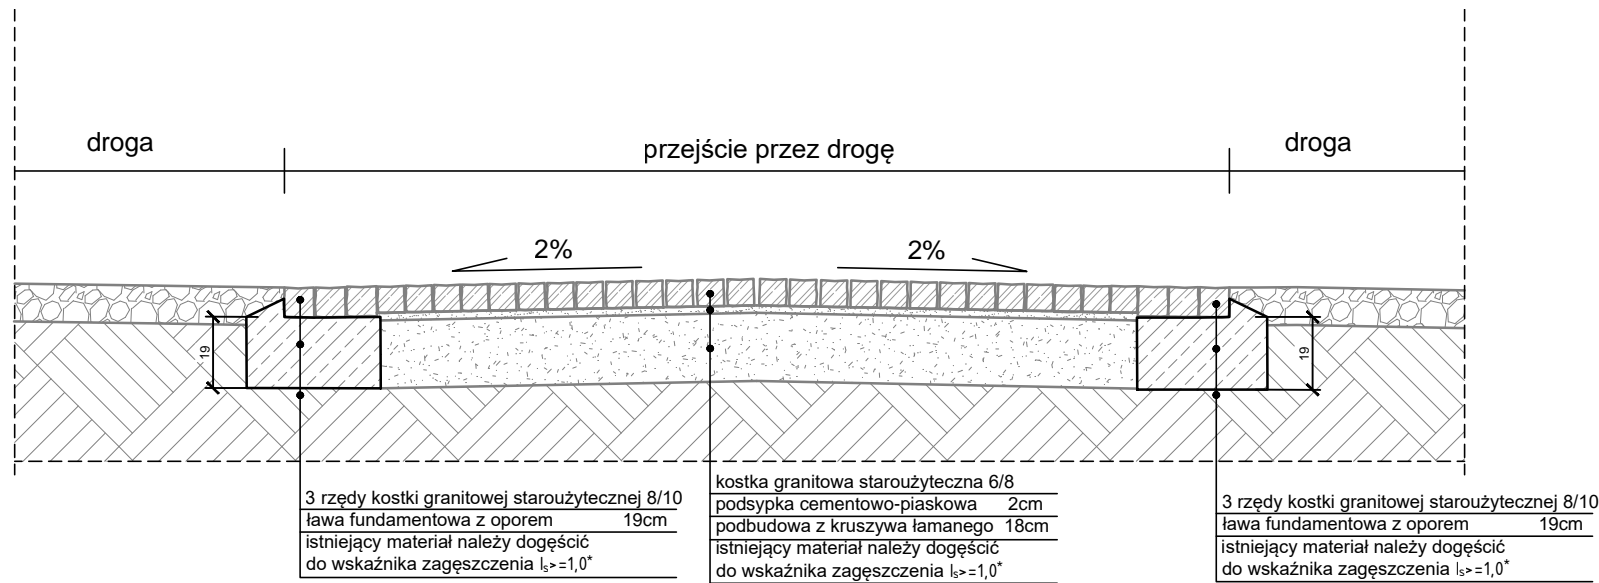 droga
przejście przez drogę
droga
2%
2%
19
19
3 rzędy kostki granitowej staroużytecznej 8/10
ława fundamentowa z oporem 19cm
istniejący materiał należy dogęścić
do wskaźnika zagęszczenia Is>=1,0*
kostka granitowa staroużyteczna 6/8
podsypka cementowo-piaskowa 2cm
podbudowa z kruszywa łamanego 18cm
istniejący materiał należy dogęścić
do wskaźnika zagęszczenia Is>=1,0*
3 rzędy kostki granitowej staroużytecznej 8/10
ława fundamentowa z oporem 19cm
istniejący materiał należy dogęścić
do wskaźnika zagęszczenia Is>=1,0*